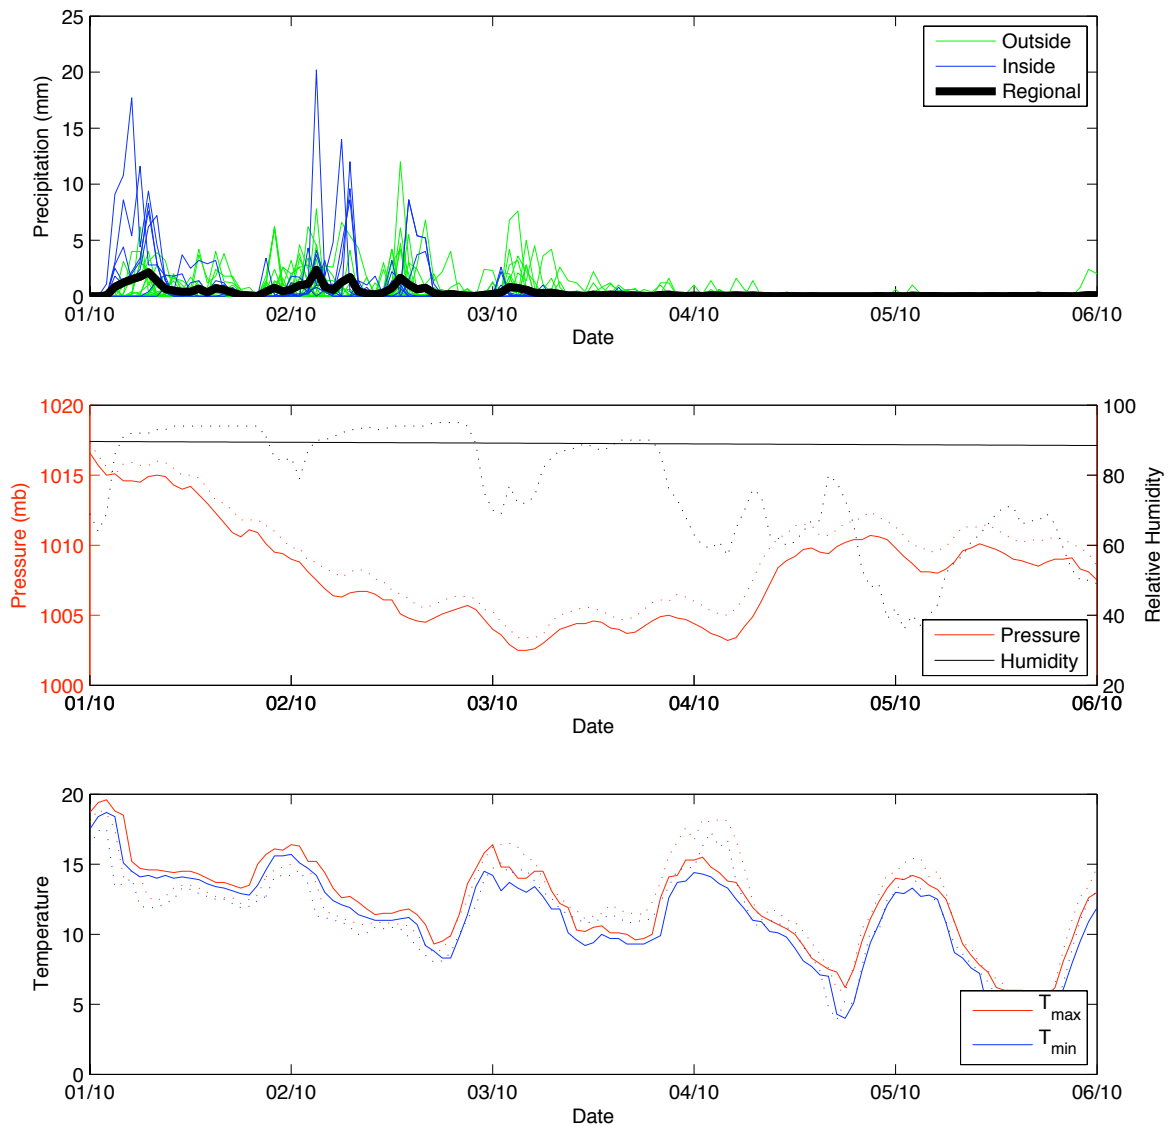 25
20
15
10
5
0
Precipitation (mm)
Outside
Inside
Regional
01/10 02/10 03/10 04/10 05/10 06/10
Date
1020
1015
1010
1005
1000
Pressure (mb)
100
80
60
40
20
Relative Humidity
Pressure
Humidity
01/10 02/10 03/10 04/10 05/10 06/10
Date
20
15
10
5
0
Temperature
T_max
T_min
01/10 02/10 03/10 04/10 05/10 06/10
Date